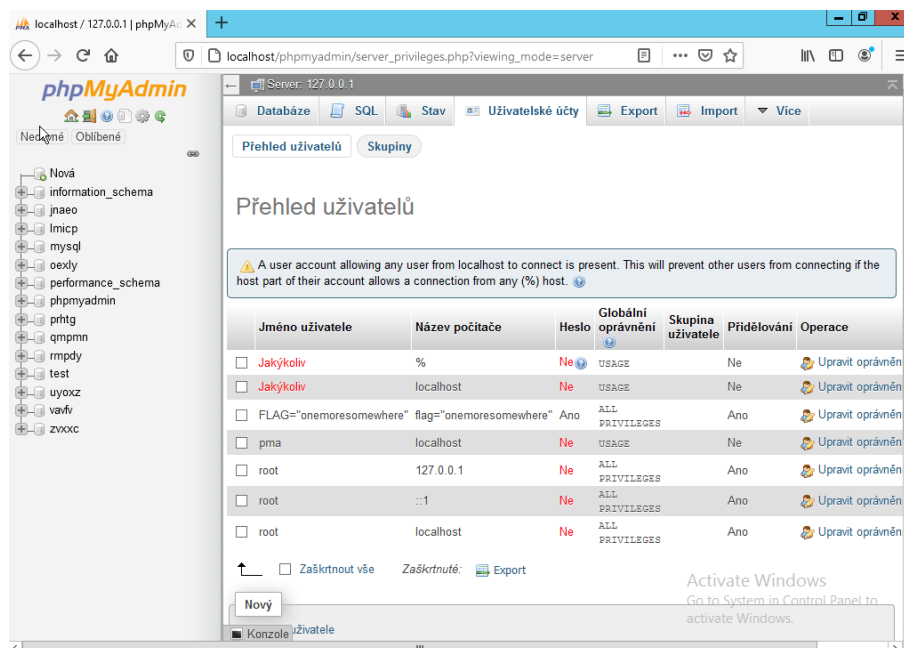 localhost / 127.0.0.1 | phpMyAd
localhost/phpmyadmin/server_privileges.php?viewing_mode=server
phpMyAdmin
Nedávné Oblíbené
Nová
information_schema
jnaeo
lmicp
mysql
oexly
performance_schema
phpmyadmin
prhtg
qmpmn
rmpdy
test
uyoxz
vavfv
zvxxc
Server: 127.0.0.1
Databáze SQL Stav Uživatelské účty Export Import Více
Přehled uživatelů Skupiny
Přehled uživatelů
A user account allowing any user from localhost to connect is present. This will prevent other users from connecting if the
host part of their account allows a connection from any (%) host.
Jméno uživatele Název počítače Heslo Globální oprávnění Skupina uživatele Přidělování Operace
Jakýkoliv % Ne USAGE Ne Upravit oprávněn
Jakýkoliv localhost Ne USAGE Ne Upravit oprávněn
FLAG="onemoresomewhere" flag="onemoresomewhere" Ano ALL PRIVILEGES Ano Upravit oprávněn
pma localhost Ne USAGE Ne Upravit oprávněn
root 127.0.0.1 Ne ALL PRIVILEGES Ano Upravit oprávněn
root ::1 Ne ALL PRIVILEGES Ano Upravit oprávněn
root localhost Ne ALL PRIVILEGES Ano Upravit oprávněn
Zaškrtnout vše Zaškrtnuté: Export
Nový
Konzole
uživatele
Activate Windows
Go to System in Control Panel to
activate Windows.